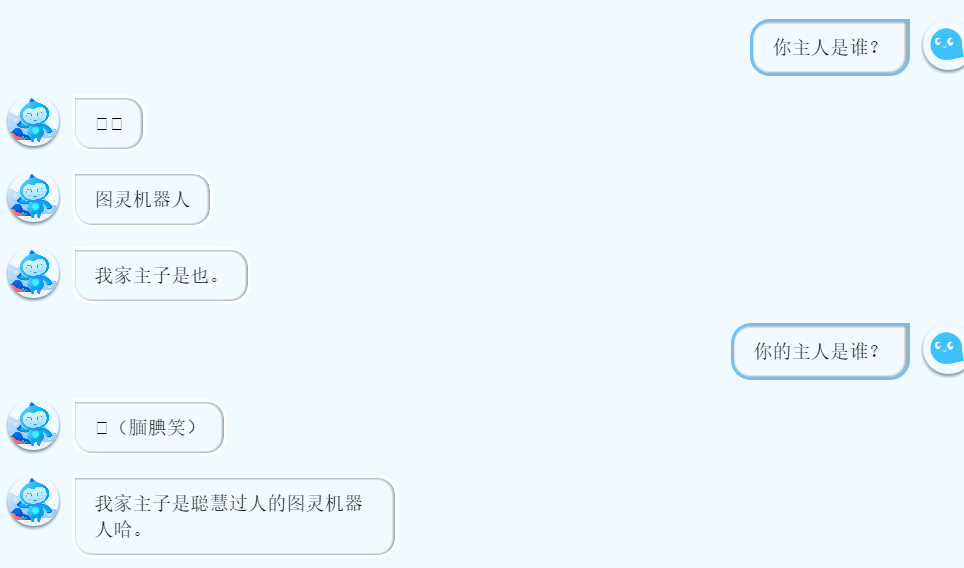 你主人是谁？
图灵机器人
我家主子是也。
你的主人是谁？
（腼腆笑）
我家主子是聪慧过人的图灵机器
人哈。